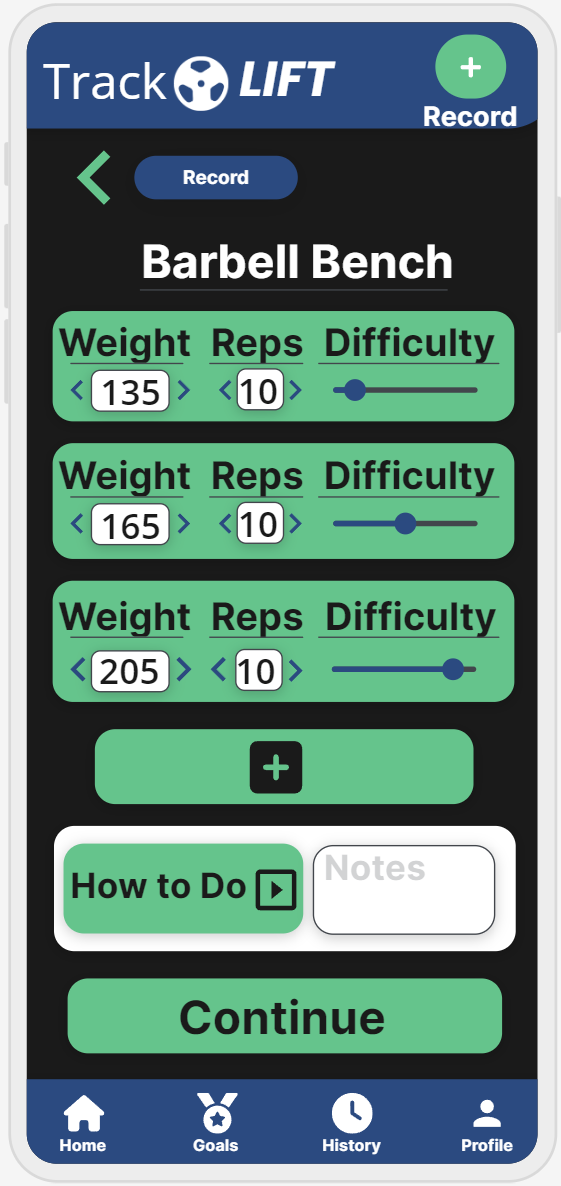 Track LIFT
Record
Record
Barbell Bench
Weight Reps Difficulty
135 10
Weight Reps Difficulty
165 10
Weight Reps Difficulty
205 10
How to Do Notes
Continue
Home Goals History Profile